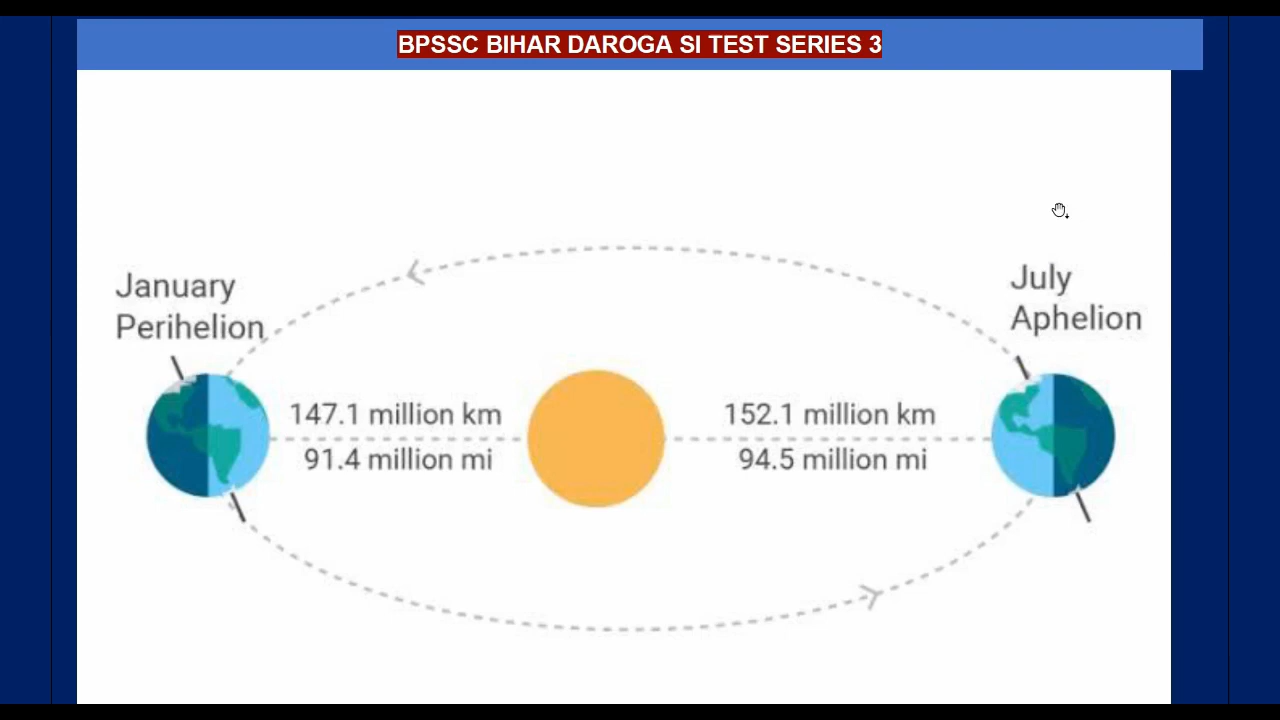 BPSSC BIHAR DAROGA SI TEST SERIES 3
January
Perihelion
July
Aphelion
147.1 million km
91.4 million mi
152.1 million km
94.5 million mi